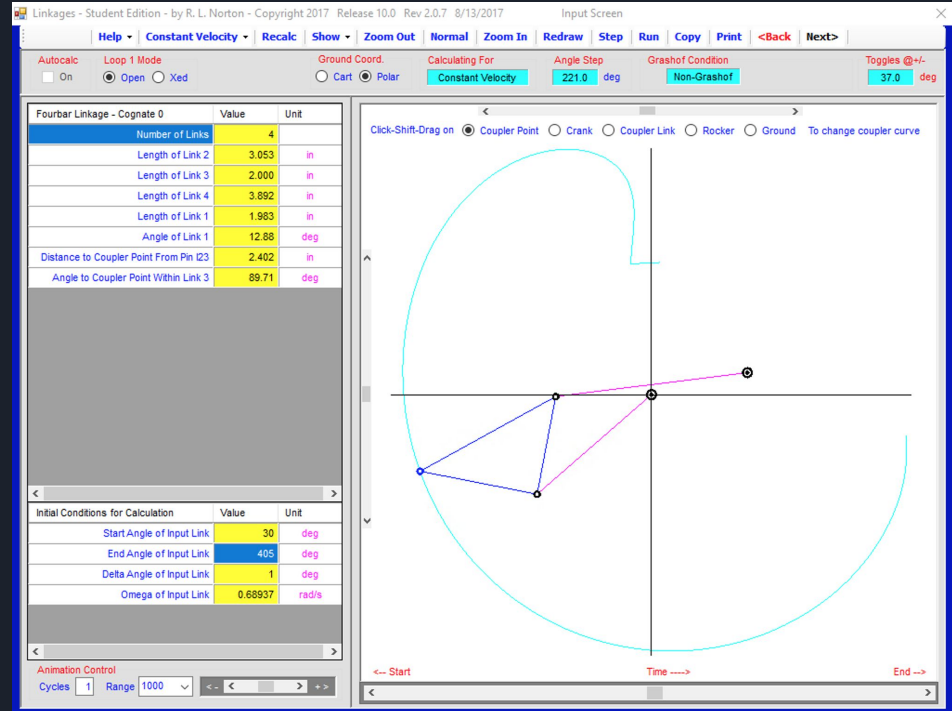 Linkages - Student Edition - by R. L. Norton - Copyright 2017 Release 10.0 Rev 2.0.7 8/13/2017 Input Screen
Help Constant Velocity Recalc Show Zoom Out Normal Zoom In Redraw Step Run Copy Print <Back Next>
Autocalc Loop 1 Mode Ground Coord. Calculating For Angle Step Grashof Condition Toggles @+/-
On Open Xed Cart Polar Constant Velocity 221.0 deg Non-Grashof 37.0 deg
Fourbar Linkage - Cognate 0 Value Unit
Number of Links 4
Length of Link 2 3.053 in
Length of Link 3 2.000 in
Length of Link 4 3.892 in
Length of Link 1 1.983 in
Angle of Link 1 12.88 deg
Distance to Coupler Point From Pin I23 2.402 in
Angle to Coupler Point Within Link 3 89.71 deg
Initial Conditions for Calculation Value Unit
Start Angle of Input Link 30 deg
End Angle of Input Link 405 deg
Delta Angle of Input Link 1 deg
Omega of Input Link 0.68937 rad/s
Animation Control
Cycles 1 Range 1000 <- < > +>
Click-Shift-Drag on Coupler Point Crank Coupler Link Rocker Ground To change coupler curve
<-- Start Time ----> End -->